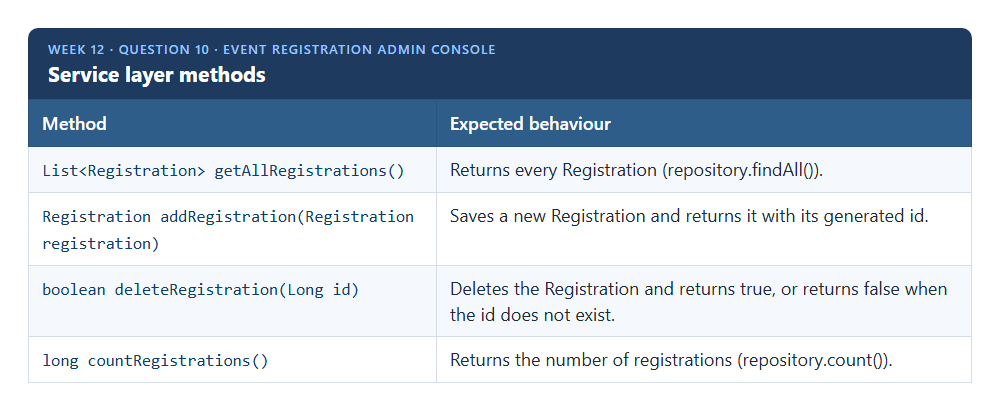 WEEK 12 · QUESTION 10 · EVENT REGISTRATION ADMIN CONSOLE
Service layer methods
Method
Expected behaviour
List<Registration> getAllRegistrations()
Returns every Registration (repository.findAll()).
Registration addRegistration(Registration
registration)
Saves a new Registration and returns it with its generated id.
boolean deleteRegistration(Long id)
Deletes the Registration and returns true, or returns false when
the id does not exist.
long countRegistrations()
Returns the number of registrations (repository.count()).